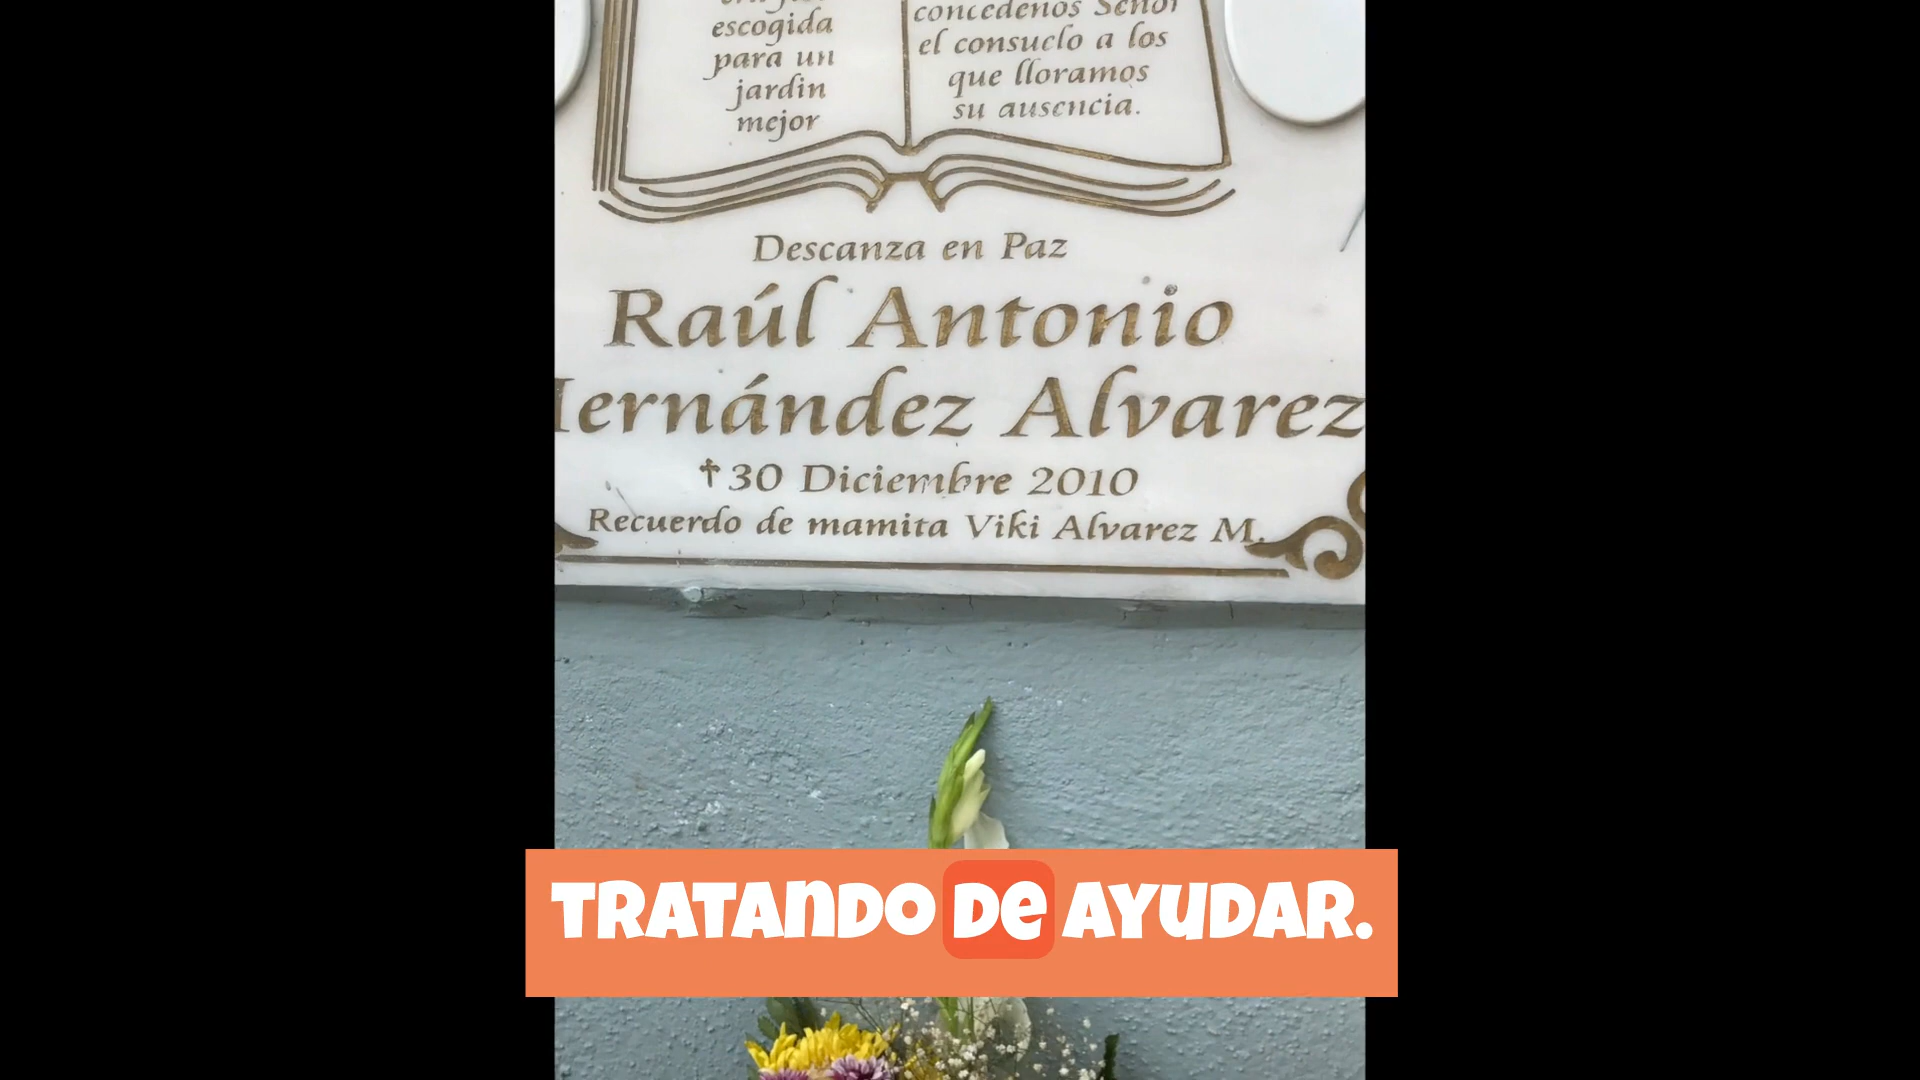 escogida
para un
jardin
mejor
concedenos Señor
el consuelo a los
que lloramos
su ausencia.
Descanza en Paz
Raúl Antonio
Hernández Alvarez
✝30 Diciembre 2010
Recuerdo de mamita Viki Alvarez M.
TRATANDO DE AYUDAR.